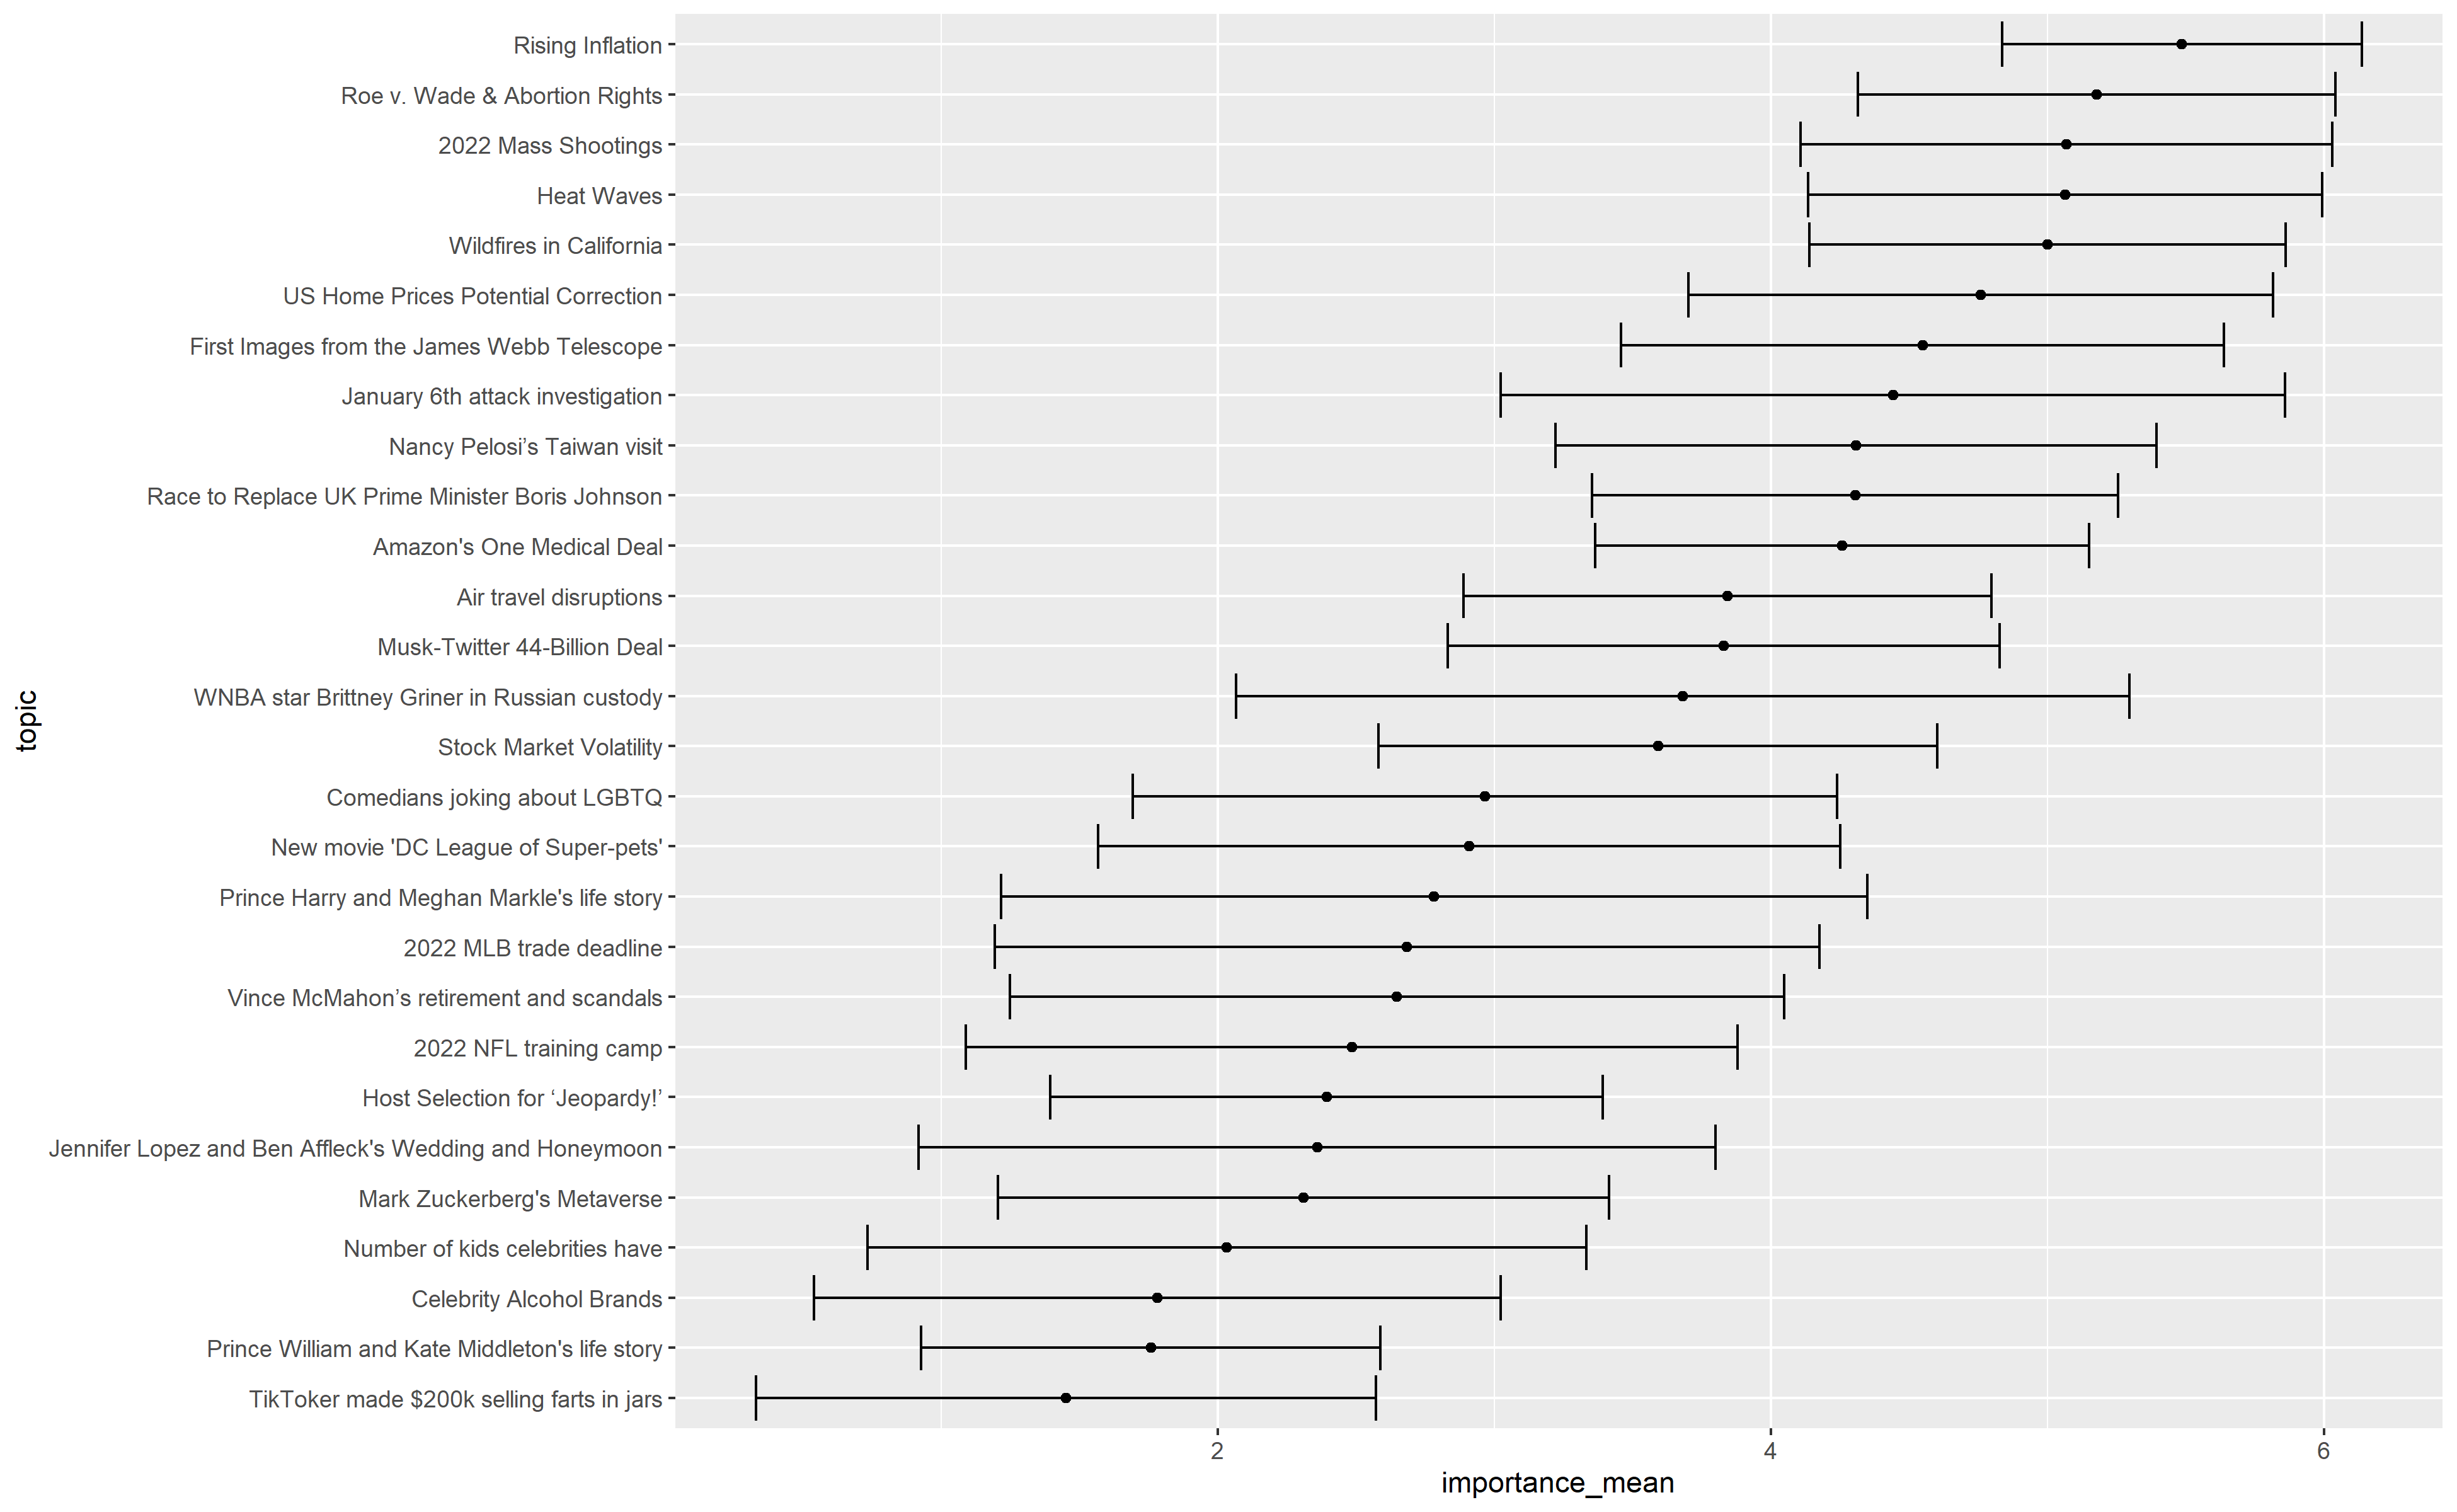 Rising Inflation
Roe v. Wade & Abortion Rights
2022 Mass Shootings
Heat Waves
Wildfires in California
US Home Prices Potential Correction
First Images from the James Webb Telescope
January 6th attack investigation
Nancy Pelosi’s Taiwan visit
Race to Replace UK Prime Minister Boris Johnson
Amazon's One Medical Deal
Air travel disruptions
Musk-Twitter 44-Billion Deal
WNBA star Brittney Griner in Russian custody
Stock Market Volatility
Comedians joking about LGBTQ
New movie 'DC League of Super-pets'
Prince Harry and Meghan Markle's life story
2022 MLB trade deadline
Vince McMahon’s retirement and scandals
2022 NFL training camp
Host Selection for ‘Jeopardy!’
Jennifer Lopez and Ben Affleck's Wedding and Honeymoon
Mark Zuckerberg's Metaverse
Number of kids celebrities have
Celebrity Alcohol Brands
Prince William and Kate Middleton's life story
TikToker made $200k selling farts in jars
topic
2 4 6
importance_mean